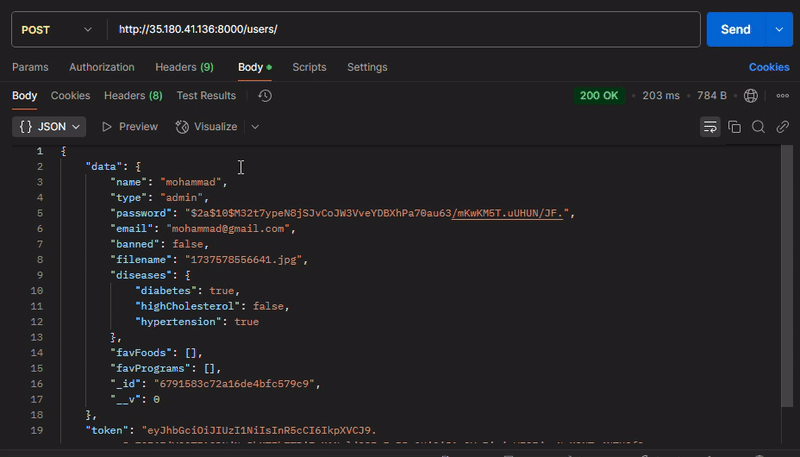 POST http://35.180.41.136:8000/users/ Send
Params Authorization Headers (9) Body Scripts Settings Cookies
Body Cookies Headers (8) Test Results 200 OK 203 ms 784 B
{} JSON Preview Visualize
1 {
2 "data": {
3 "name": "mohammad",
4 "type": "admin",
5 "password": "$2a$10$M32t7ypeN8jSJvCoJW3VveYDBXhPa70au63/mKwKM5T.uUHUN/JF.",
6 "email": "mohammad@gmail.com",
7 "banned": false,
8 "filename": "1737578556641.jpg",
9 "diseases": {
10 "diabetes": true,
11 "highCholesterol": false,
12 "hypertension": true
13 },
14 "favFoods": [],
15 "favPrograms": [],
16 "_id": "6791583c72a16de4bfc579c9",
17 "__v": 0
18 },
19 "token": "eyJhbGciOiJIUzI1NiIsInR5cCI6IkpXVCJ9.